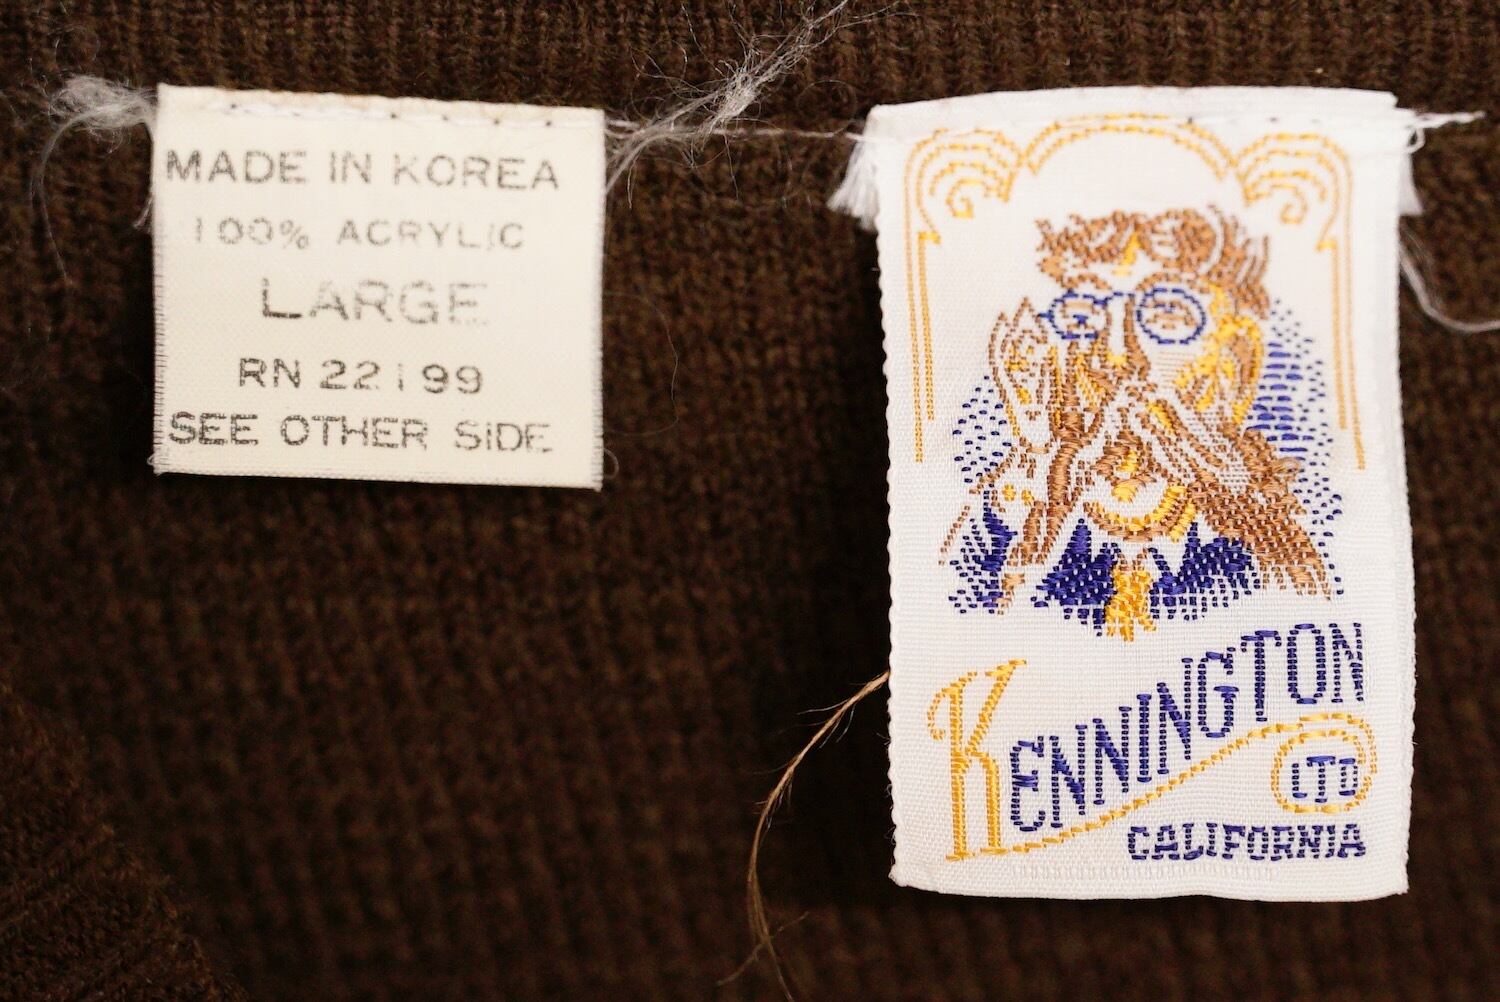 MADE IN KOREA
100% ACRYLIC
LARGE
RN 22199
SEE OTHER SIDE
KENNINGTON
LTD
CALIFORNIA